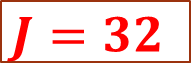 J = 32